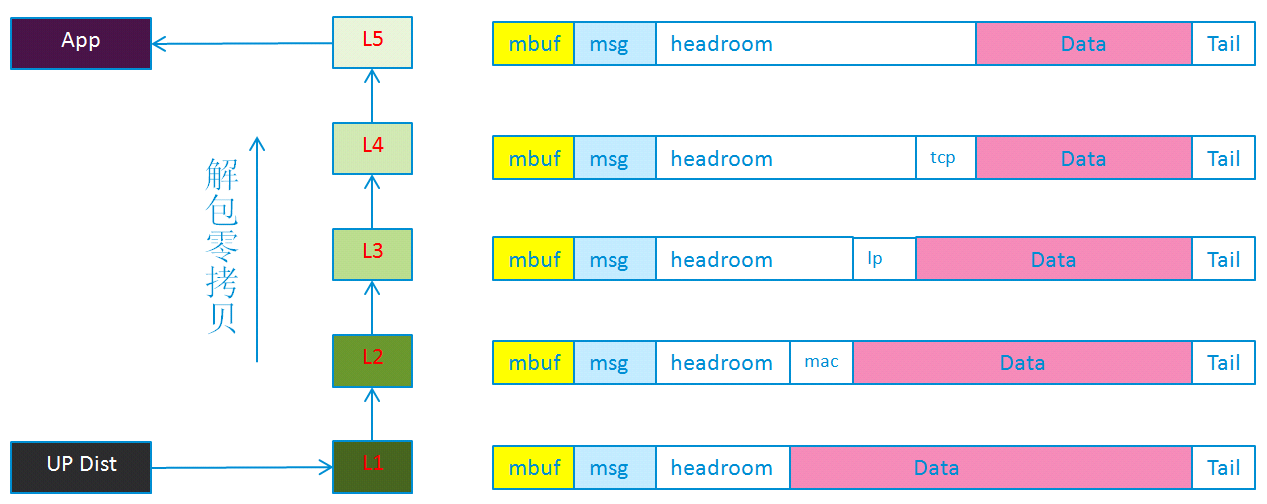 App
L5
mbuf msg headroom Data Tail
L4
mbuf msg headroom tcp Data Tail
解包零拷贝
L3
mbuf msg headroom Ip Data Tail
L2
mbuf msg headroom mac Data Tail
UP Dist
L1
mbuf msg headroom Data Tail